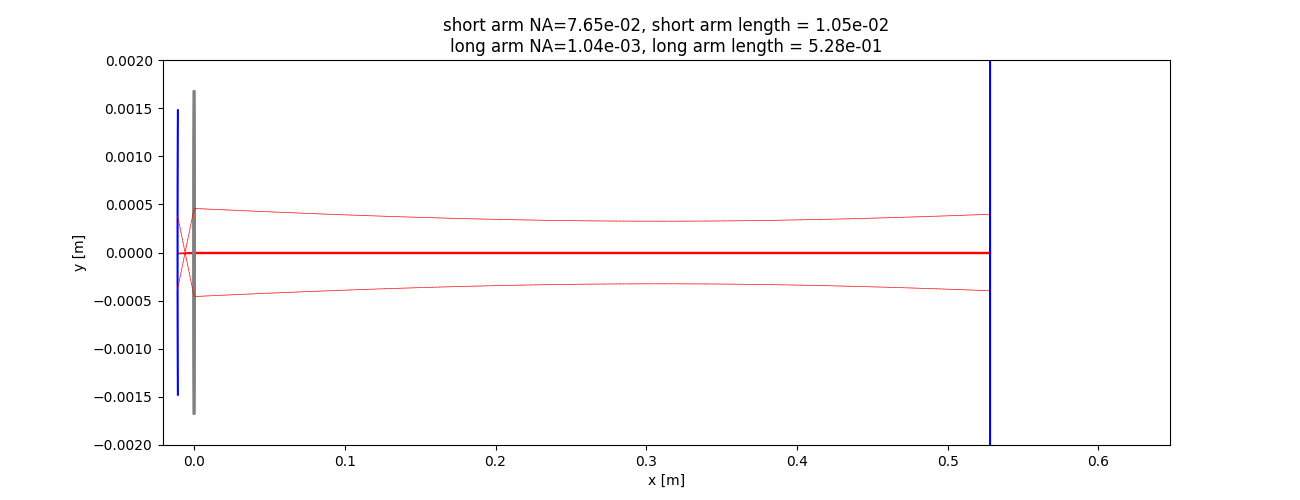 short arm NA=7.65e-02, short arm length = 1.05e-02
long arm NA=1.04e-03, long arm length = 5.28e-01
0.0020
0.0015
0.0010
0.0005
0.0000
−0.0005
−0.0010
−0.0015
−0.0020
y [m]
0.0 0.1 0.2 0.3 0.4 0.5 0.6
x [m]